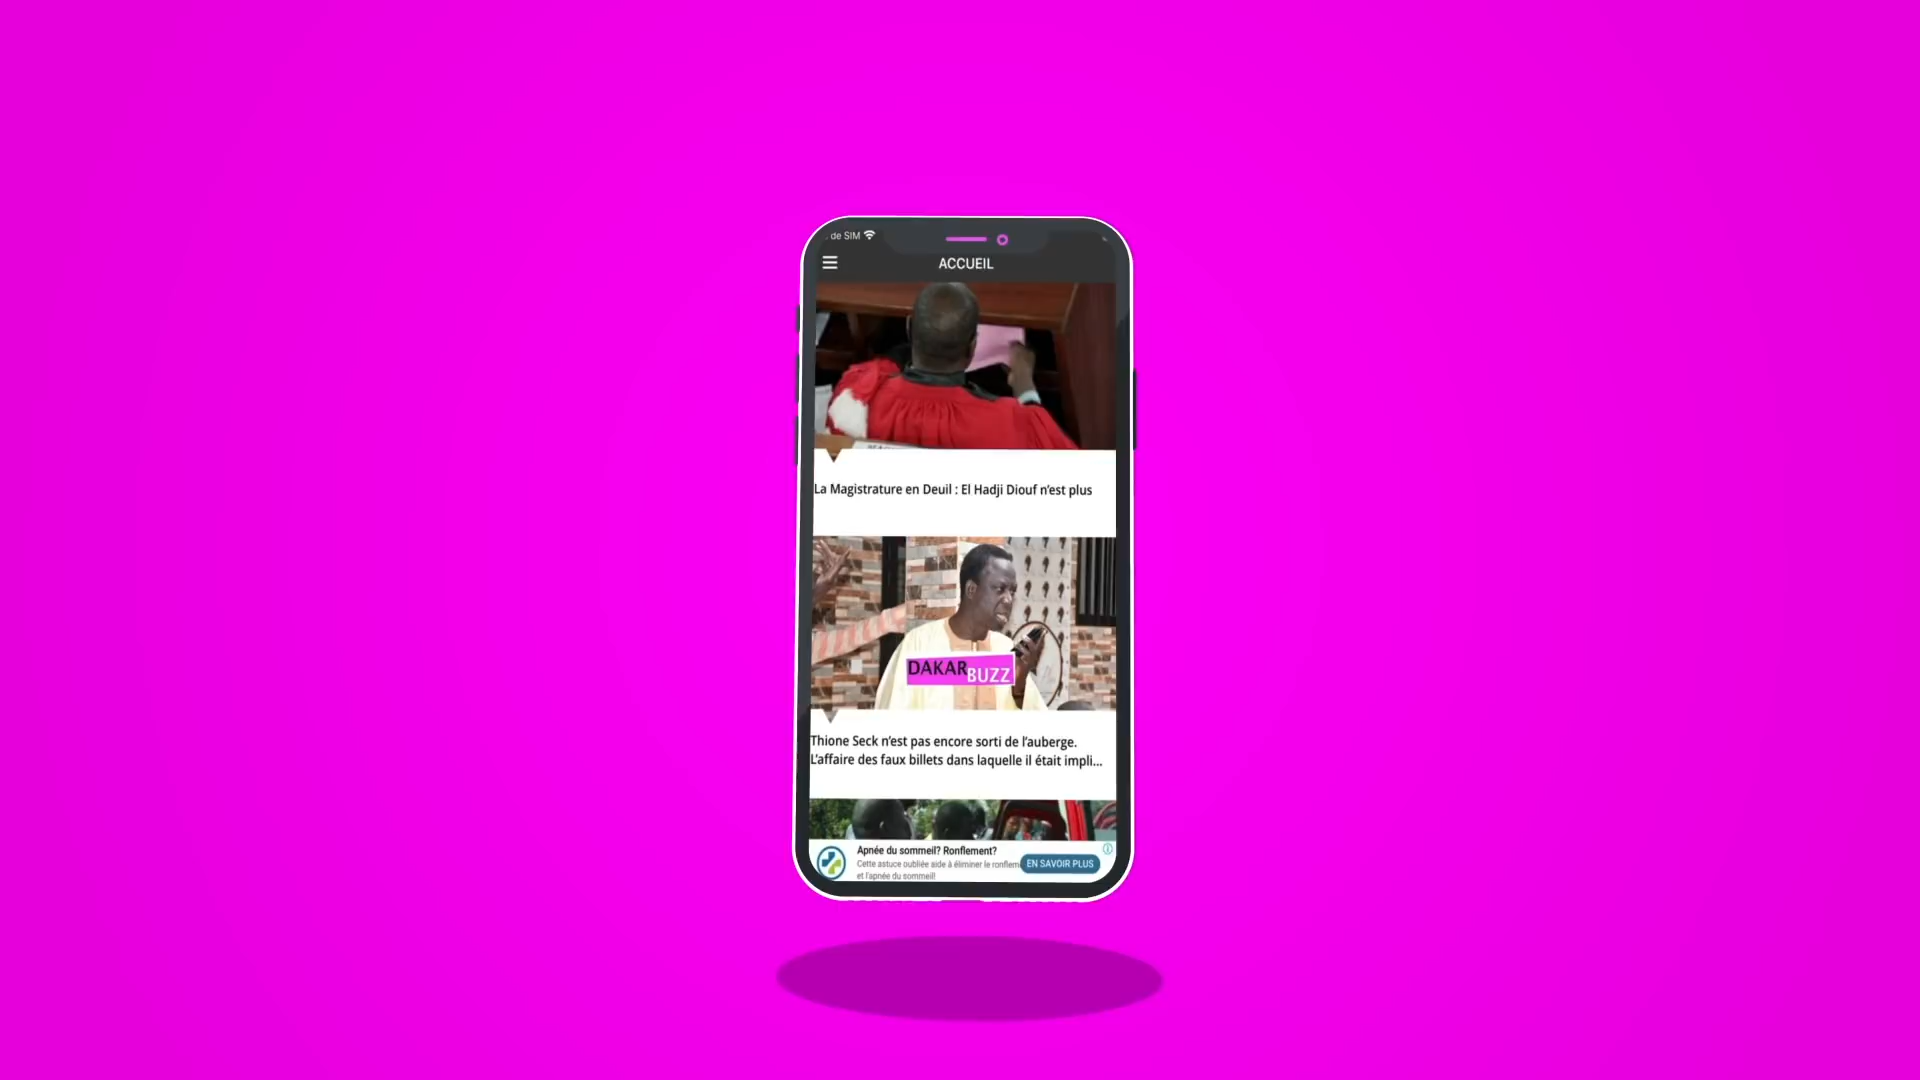 de SIM
ACCUEIL
La Magistrature en Deuil : El Hadji Diouf n'est plus
DAKAR
BUZZ
Thione Seck n'est pas encore sorti de l'auberge.
L'affaire des faux billets dans laquelle il était impli...
Apnée du sommeil? Ronflement?
Cette astuce oubliée aide à éliminer le ronflem
et l'apnée du sommeil!
EN SAVOIR PLUS